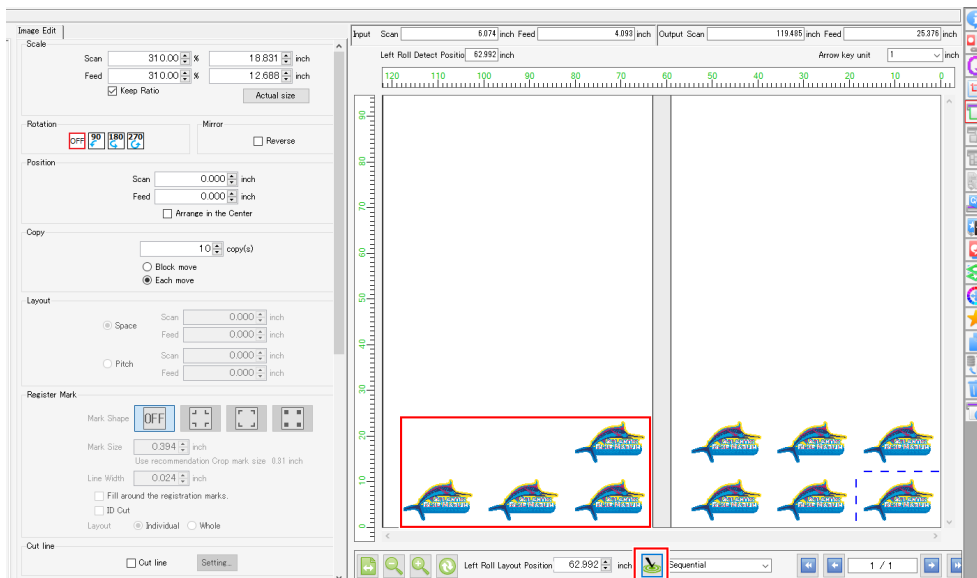 Image Edit
Scale
Scan 310.00 % 18.831 inch
Feed 310.00 % 12.688 inch
Keep Ratio
Actual size
Rotation
OFF 90 180 270
Mirror
Reverse
Position
Scan 0.000 inch
Feed 0.000 inch
Arrange in the Center
Copy
10 copy(s)
Block move
Each move
Layout
Space
Scan 0.000 inch
Feed 0.000 inch
Pitch
Scan 0.000 inch
Feed 0.000 inch
Register Mark
Mark Shape OFF
Mark Size 0.394 inch
Use recommendation Crop mark size 0.31 inch
Line Width 0.024 inch
Fill around the registration marks.
ID Cut
Layout Individual Whole
Cut line
Cut line Setting...
Input Scan 6.074 inch Feed 4.093 inch Output Scan 119.485 inch Feed 25.376 inch
Left Roll Detect Positio 62.992 inch Arrow key unit 1 inch
120 110 100 90 80 70 60 50 40 30 20 10 0
90
80
70
60
50
40
30
20
10
0
Left Roll Layout Position 62.992 inch Sequential 1 / 1